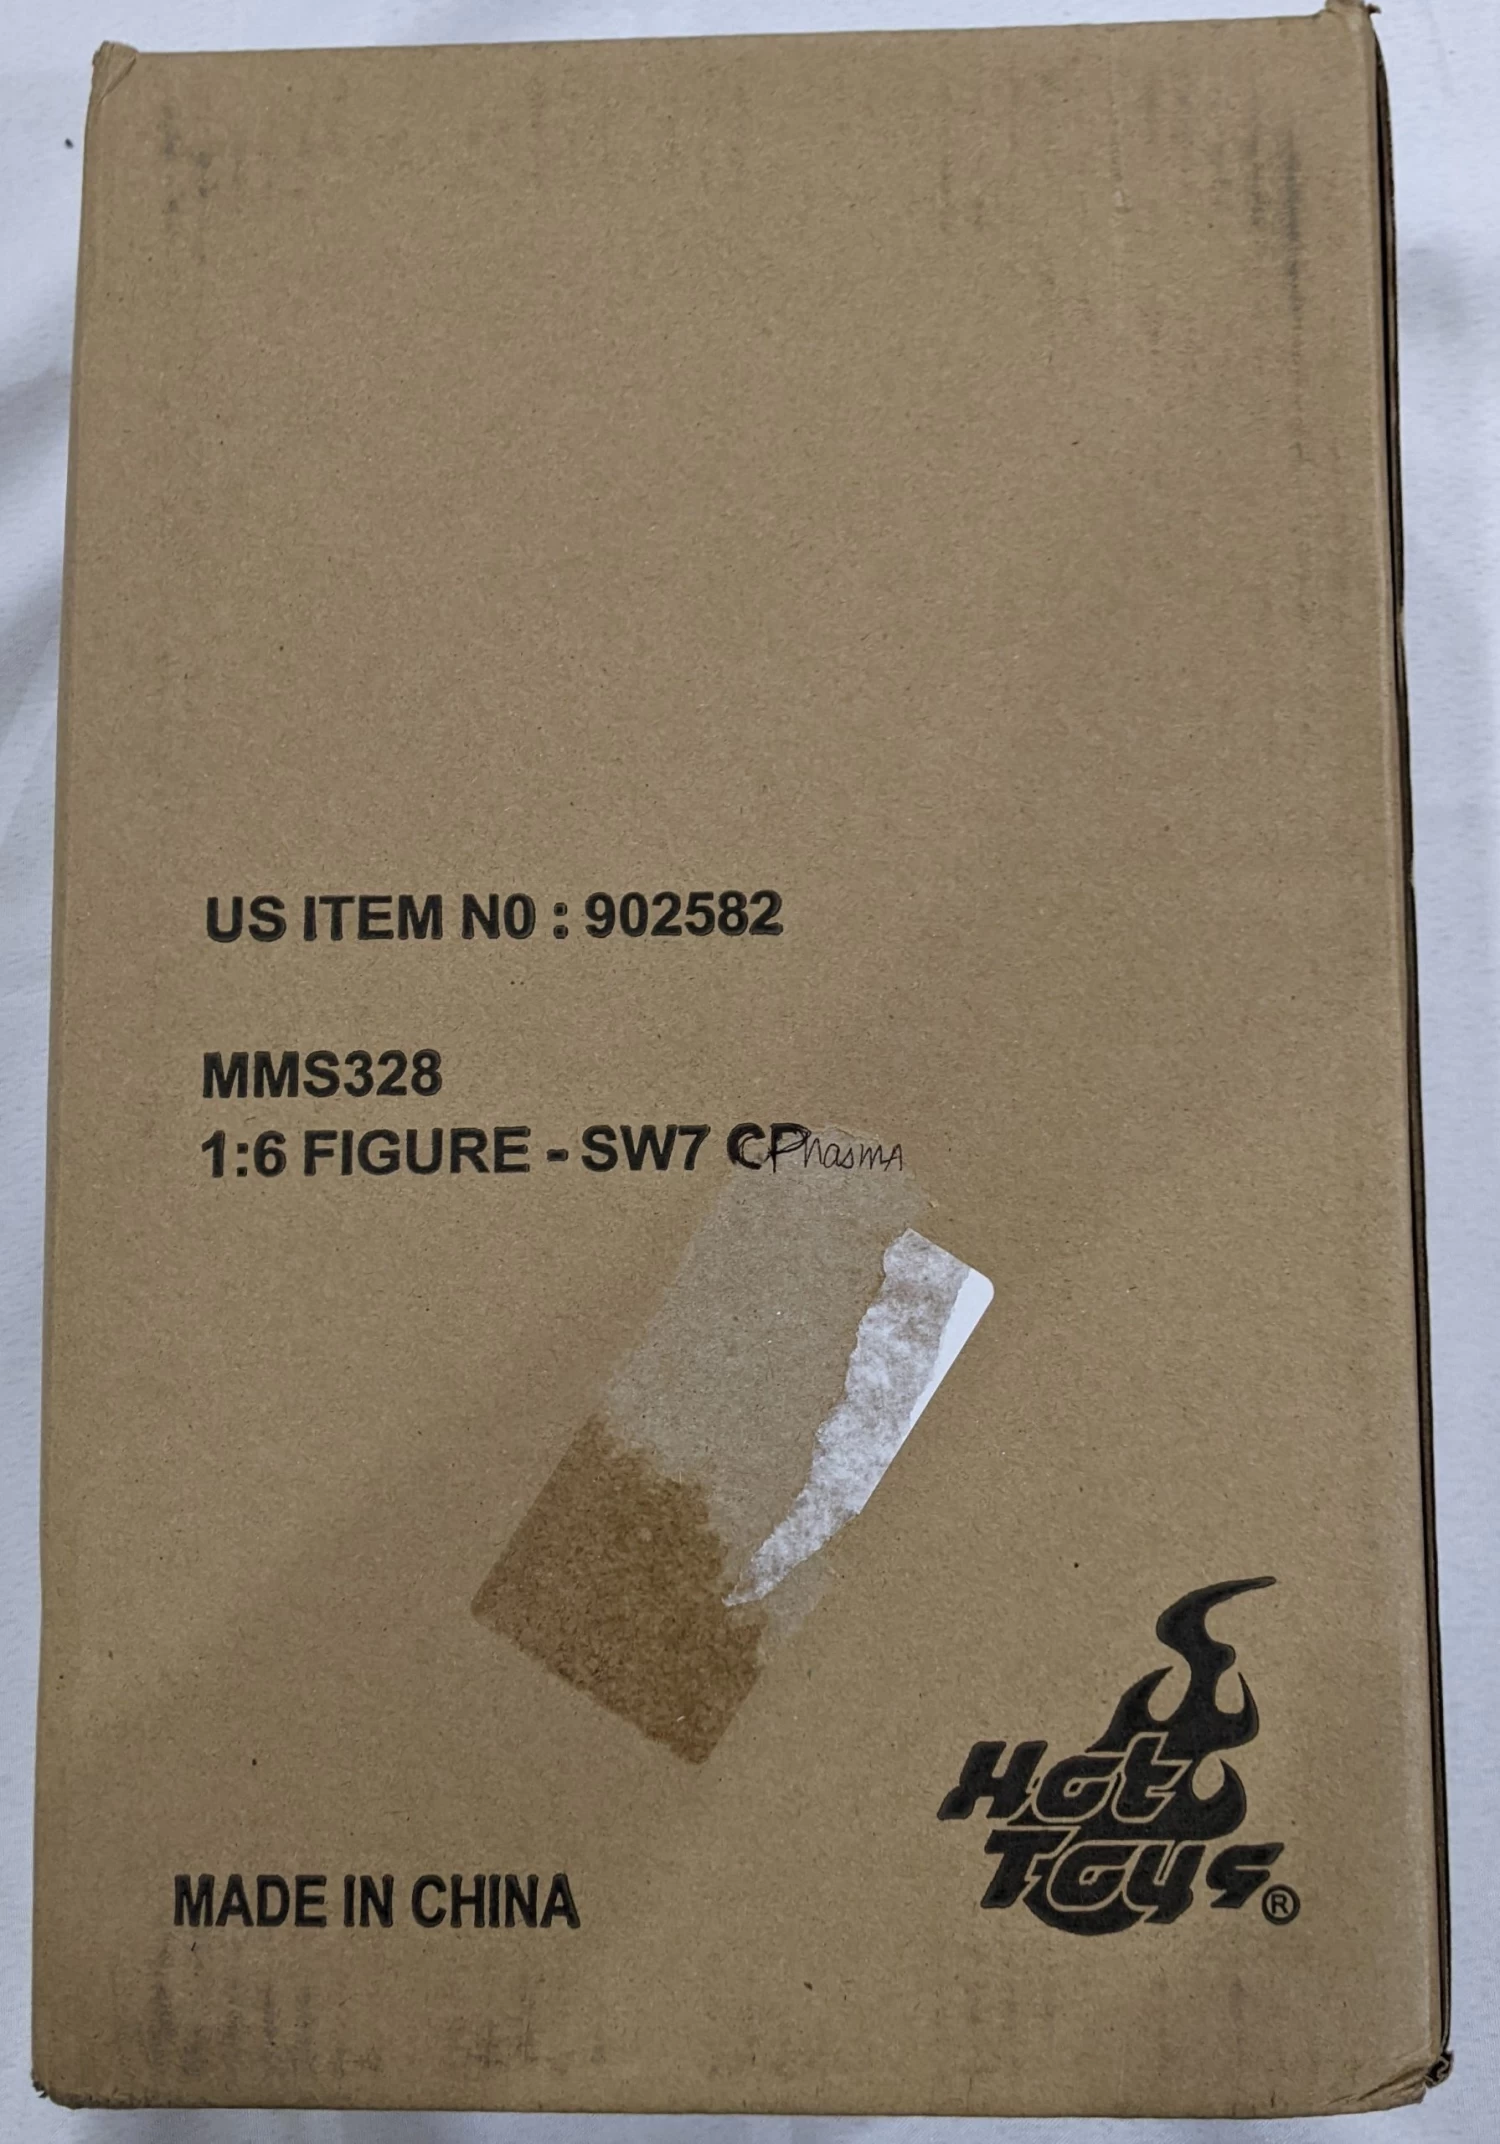 US ITEM N0 : 902582
MMS328
1:6 FIGURE - SW7 CPhasmA
Hot
Toys®
MADE IN CHINA